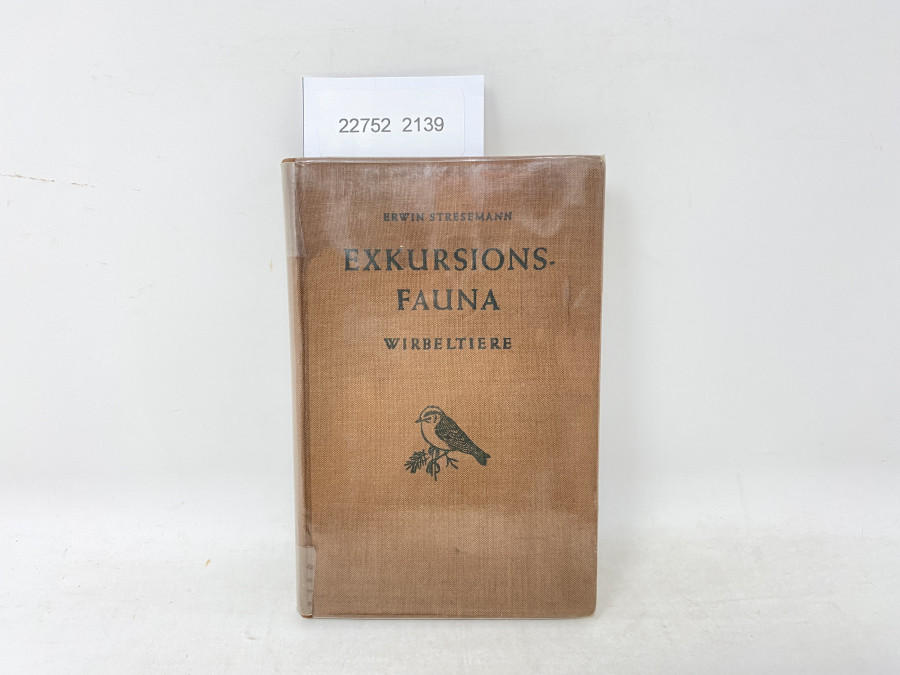 22752 2139
ERWIN STRESEMANN
EXKURSIONS-
FAUNA
WIRBELTIERE